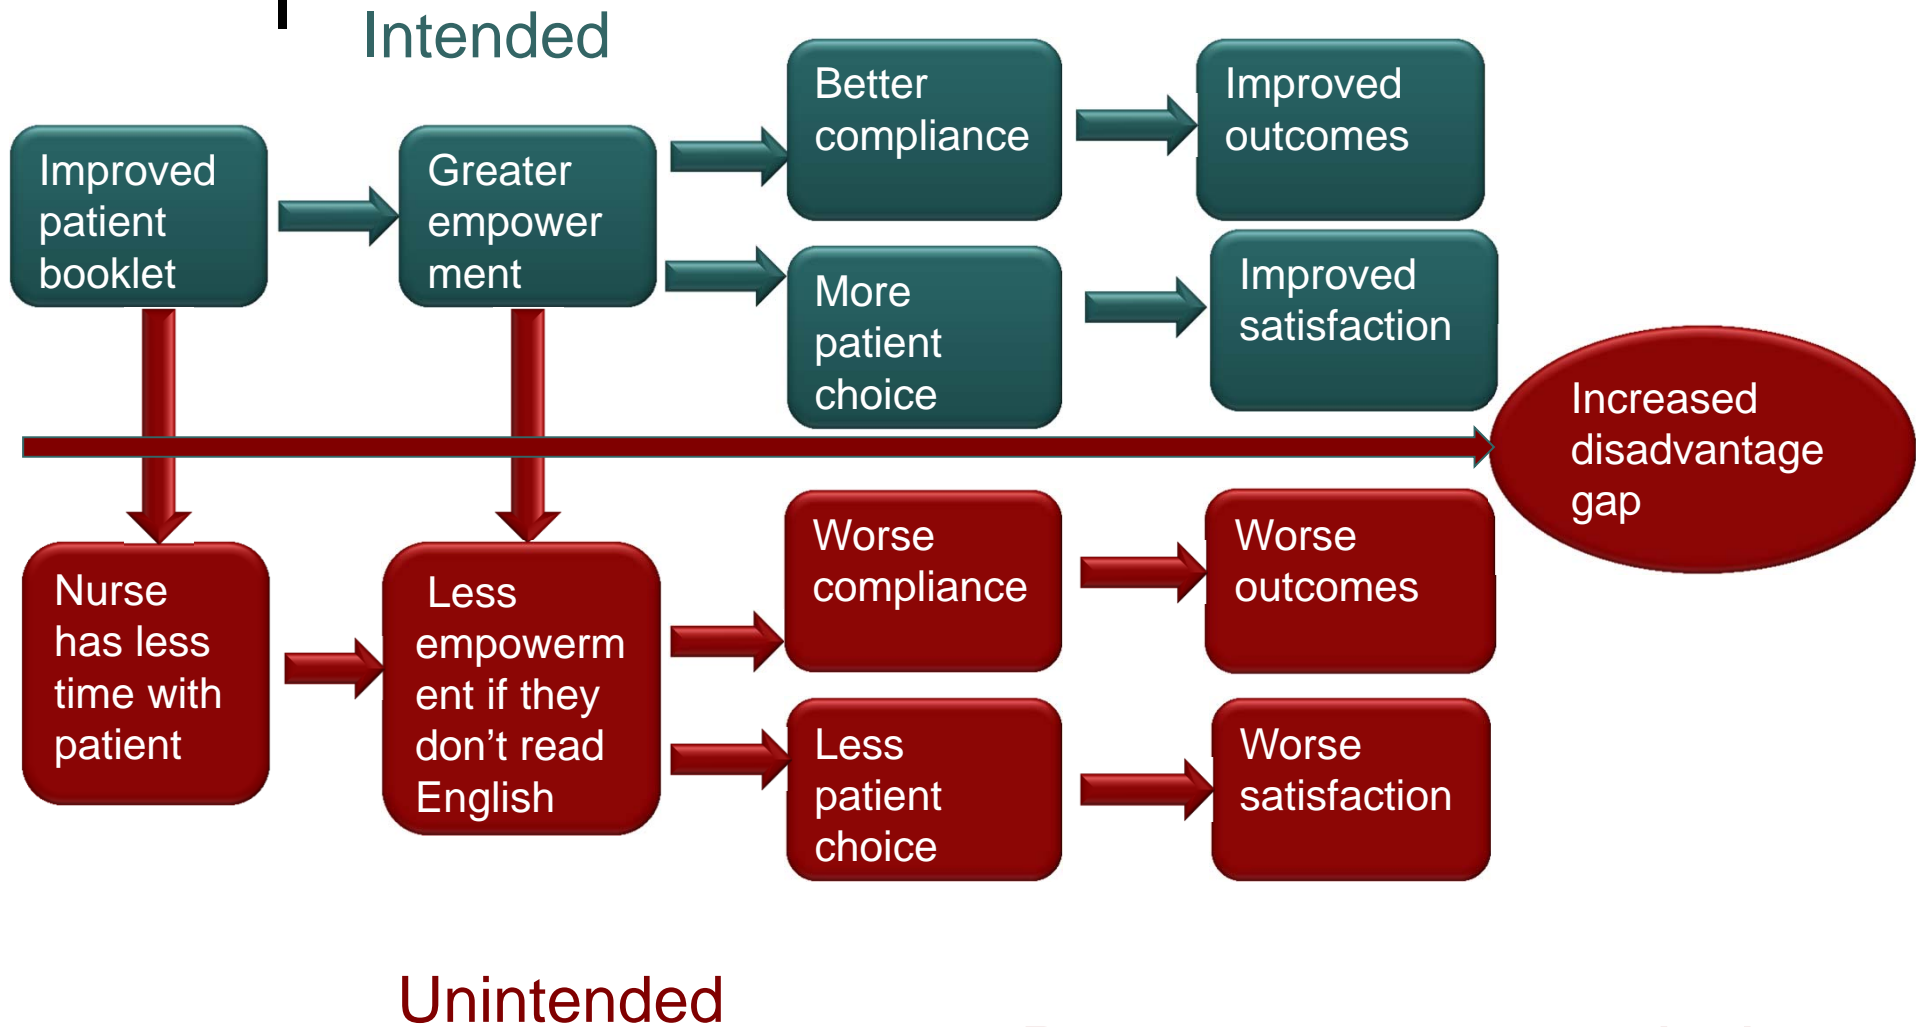 Intended
Improved
patient
booklet
Greater
empower
ment
Better
compliance
Improved
outcomes
More
patient
choice
Improved
satisfaction
Increased
disadvantage
gap
Nurse
has less
time with
patient
Less
empowerm
ent if they
don’t read
English
Worse
compliance
Worse
outcomes
Less
patient
choice
Worse
satisfaction
Unintended